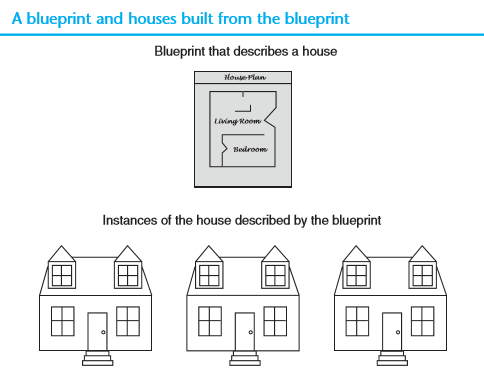 A blueprint and houses built from the blueprint
Blueprint that describes a house
House Plan
Living Room
Bedroom
Instances of the house described by the blueprint